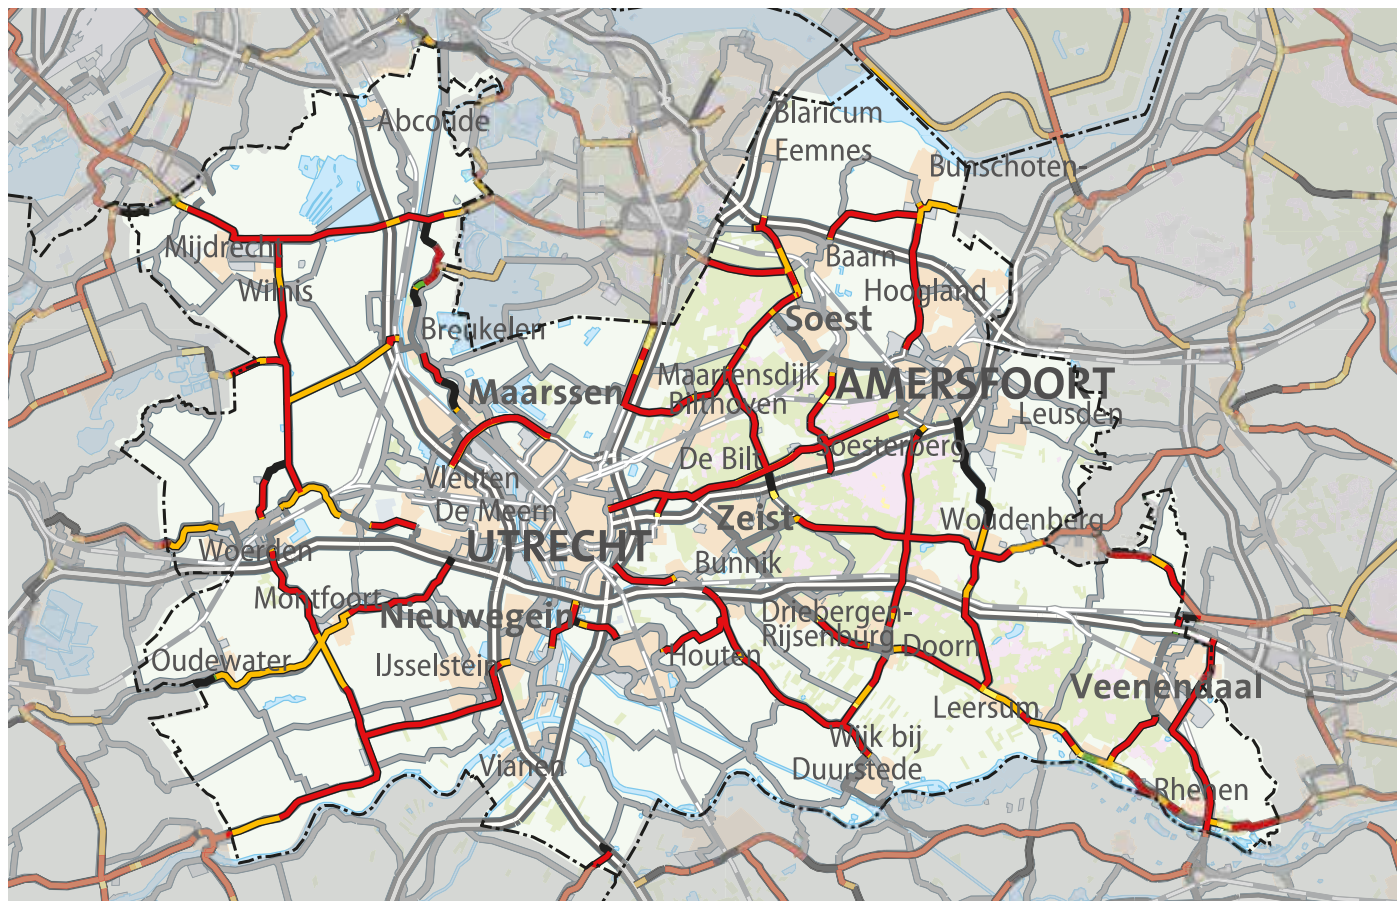 Blaricum
Abcoude
Eemnes
Bunschoten-
Mijdrecht
Baarn
Wilnis
Hoogland
Breukelen
Soest
Maartensdijk
AMERSFOORT
Maarssen
Bilthoven
Leusden
Soesterberg
De Bilt
Vleuten
De Meern
Zeist
Woudenberg
UTRECHT
Woerden
Bunnik
Montfoort
Nieuwegein
Driebergen-
Rijsenburg
Doorn
Houten
Oudewater
IJsselstein
Veenendaal
Leersum
Wijk bij
Duurstede
Vianen
Rhenen